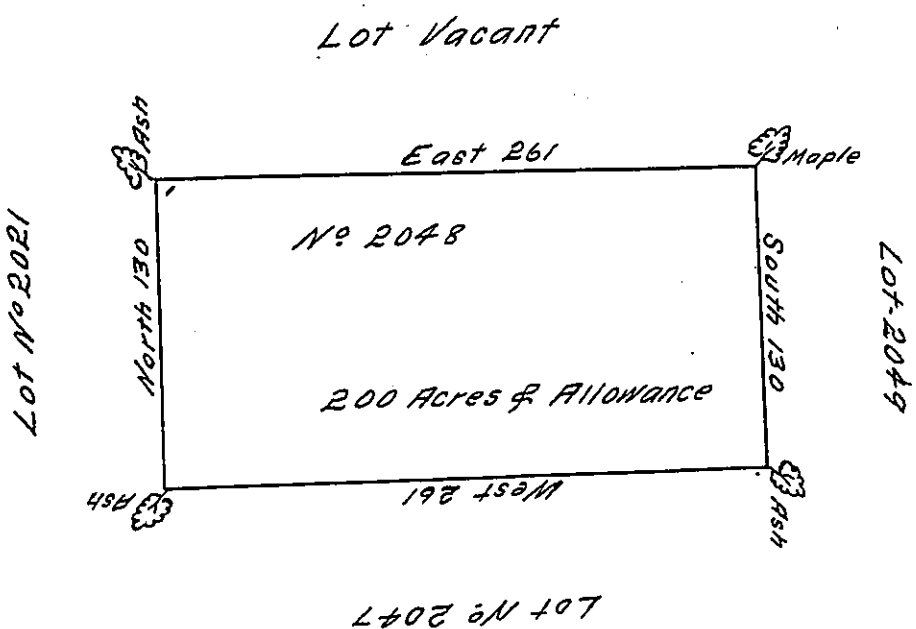 Lot Vacant
Ash
East 261
Maple
Lot Nº 2021
North 130
Nº 2048
South 130
Lot-2049
200 Acres & Allowance
Ash
West 261
Ash
Lot Nº 2047